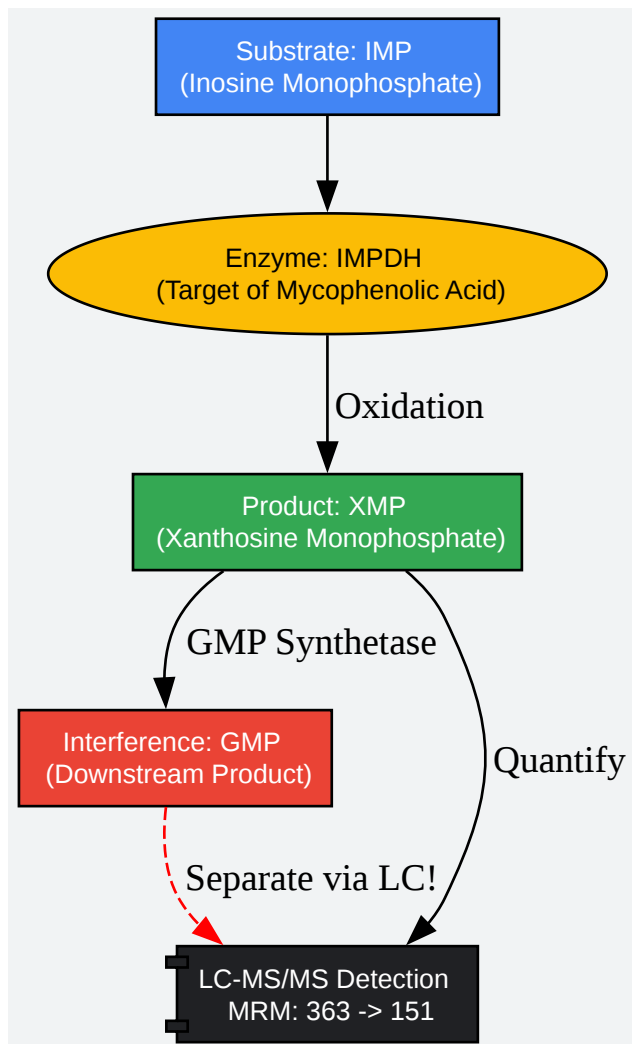 Substrate: IMP
(Inosine Monophosphate)
Enzyme: IMPDH
(Target of Mycophenolic Acid)
Oxidation
Product: XMP
(Xanthosine Monophosphate)
GMP Synthetase
Interference: GMP
(Downstream Product)
Quantify
Separate via LC!
LC-MS/MS Detection
MRM: 363 -> 151